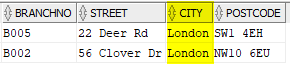 BRANCHNO STREET CITY POSTCODE
B005 22 Deer Rd London SW1 4EH
B002 56 Clover Dr London NW10 6EU